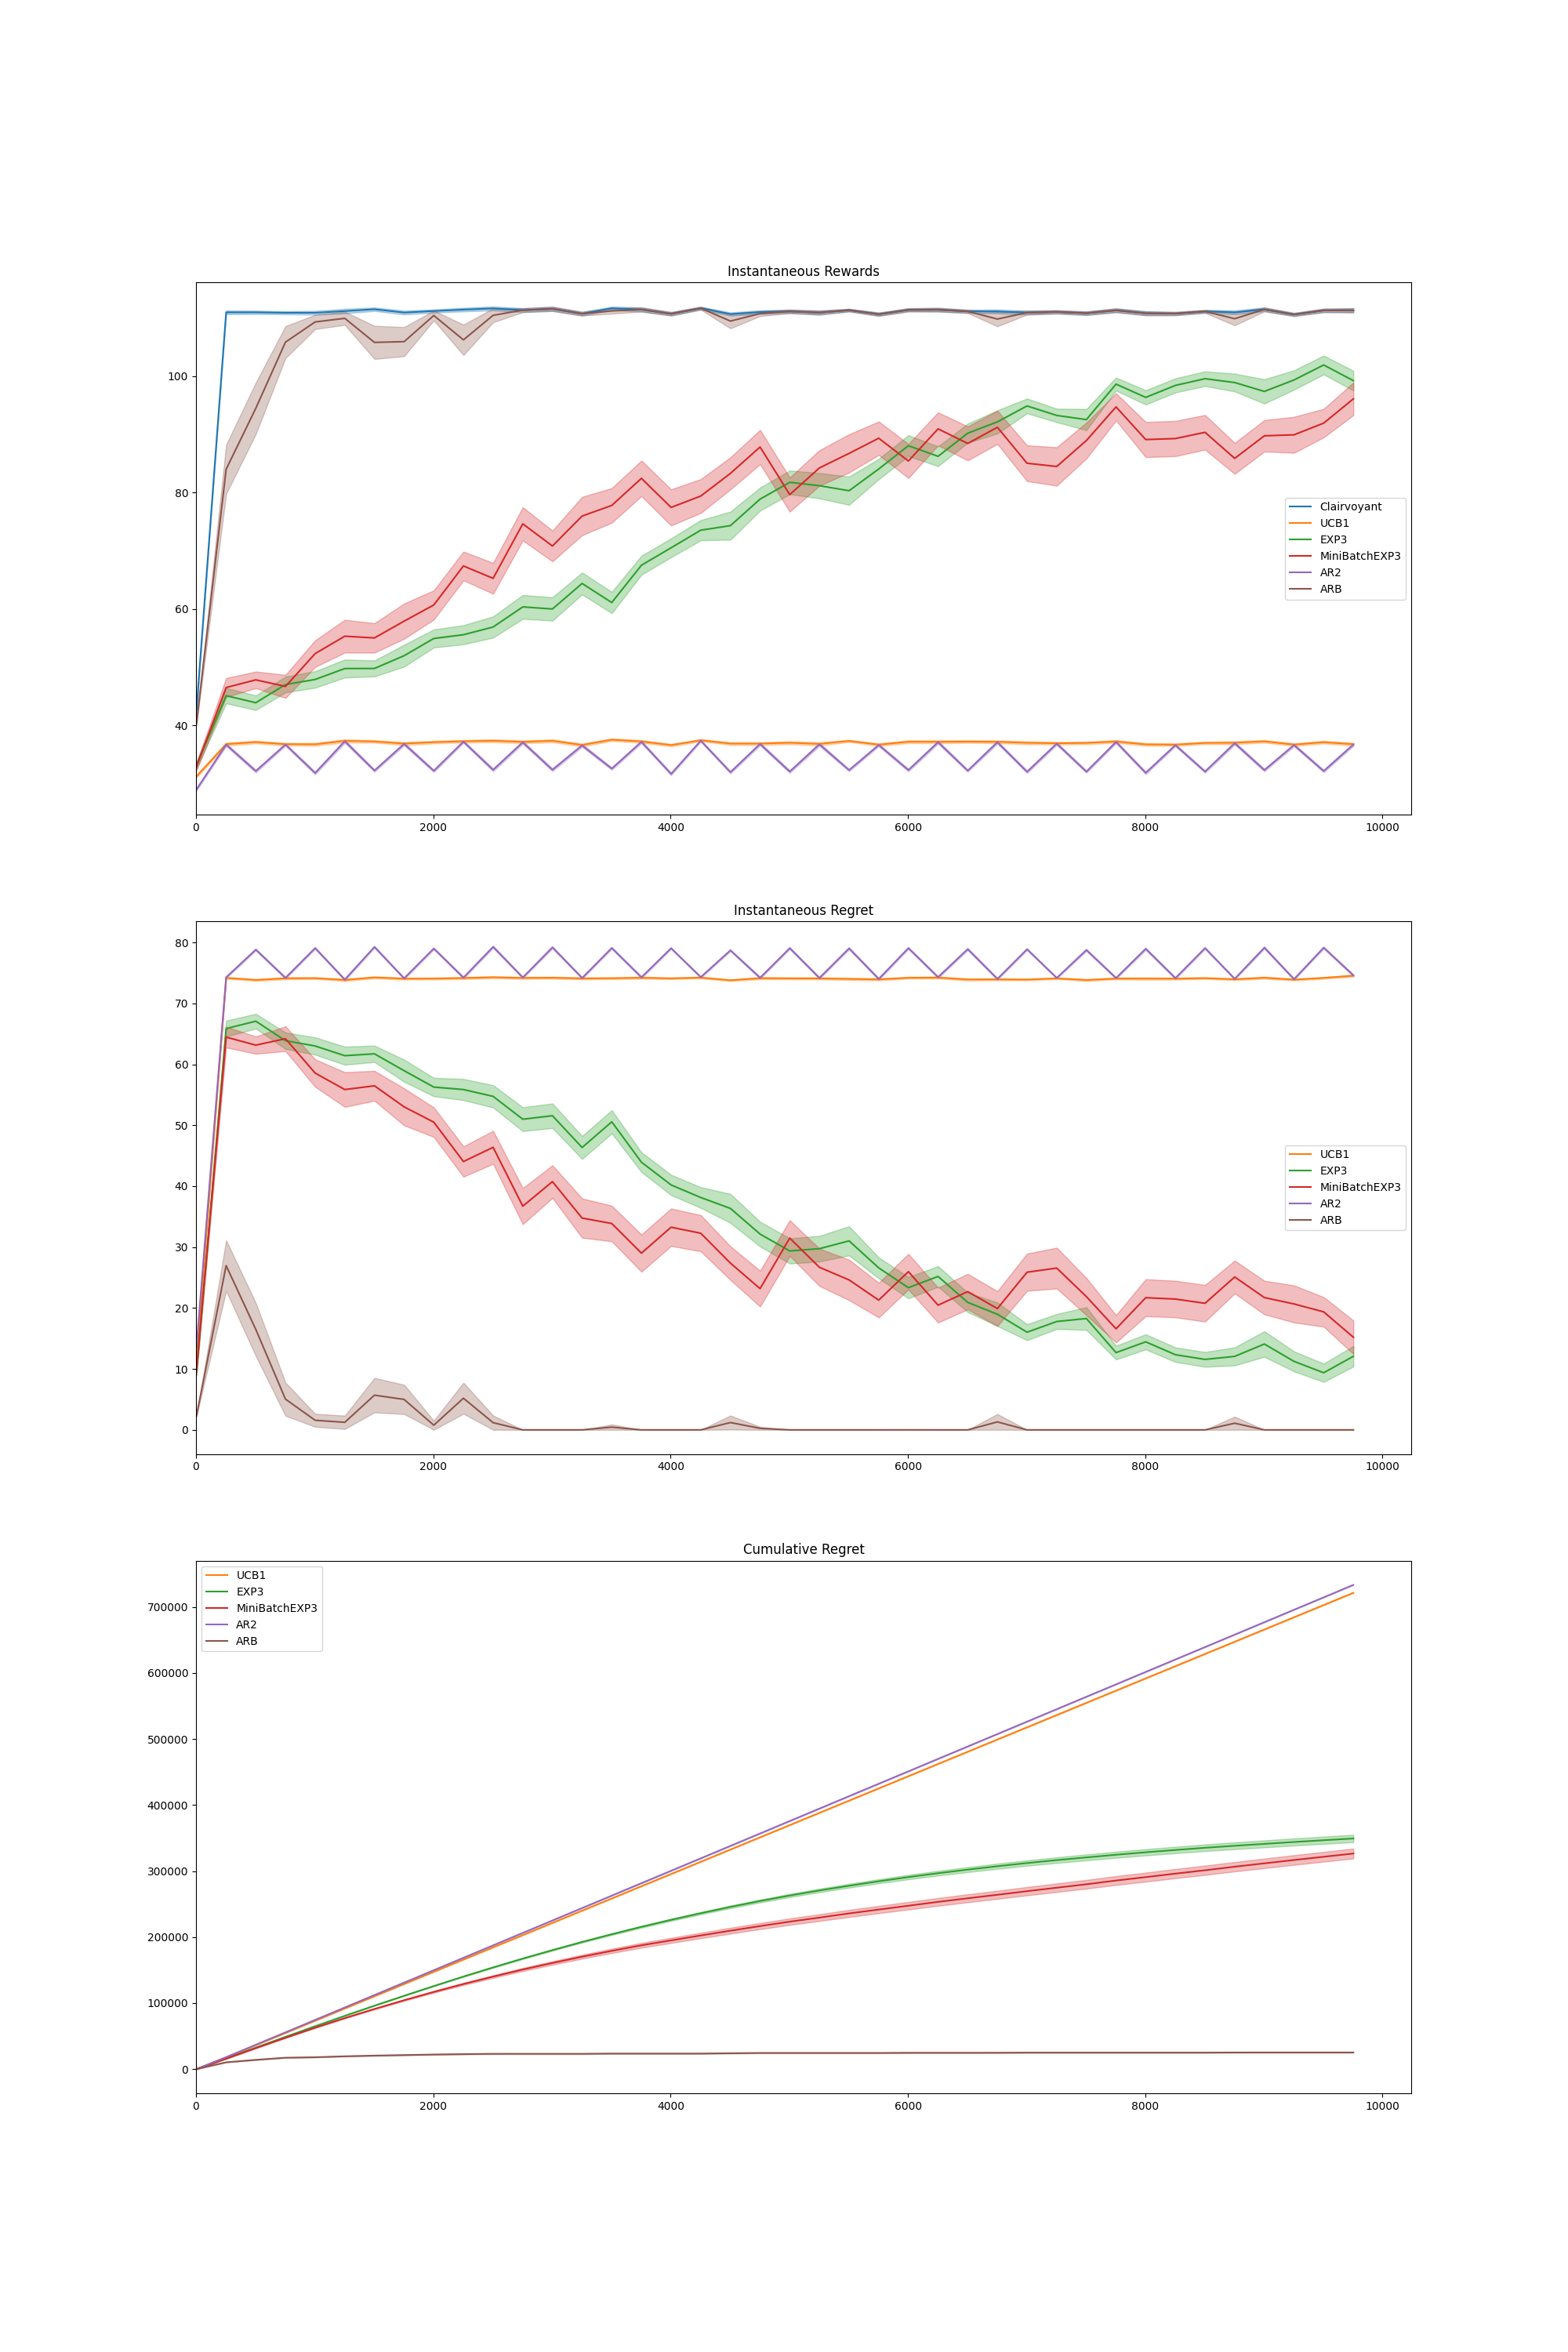 Instantaneous Rewards
100
80
60
40
Clairvoyant
UCB1
EXP3
MiniBatchEXP3
AR2
ARB
0 2000 4000 6000 8000 10000
Instantaneous Regret
80
70
60
50
40
30
20
10
0
UCB1
EXP3
MiniBatchEXP3
AR2
ARB
0 2000 4000 6000 8000 10000
Cumulative Regret
UCB1
EXP3
MiniBatchEXP3
AR2
ARB
700000
600000
500000
400000
300000
200000
100000
0
0 2000 4000 6000 8000 10000